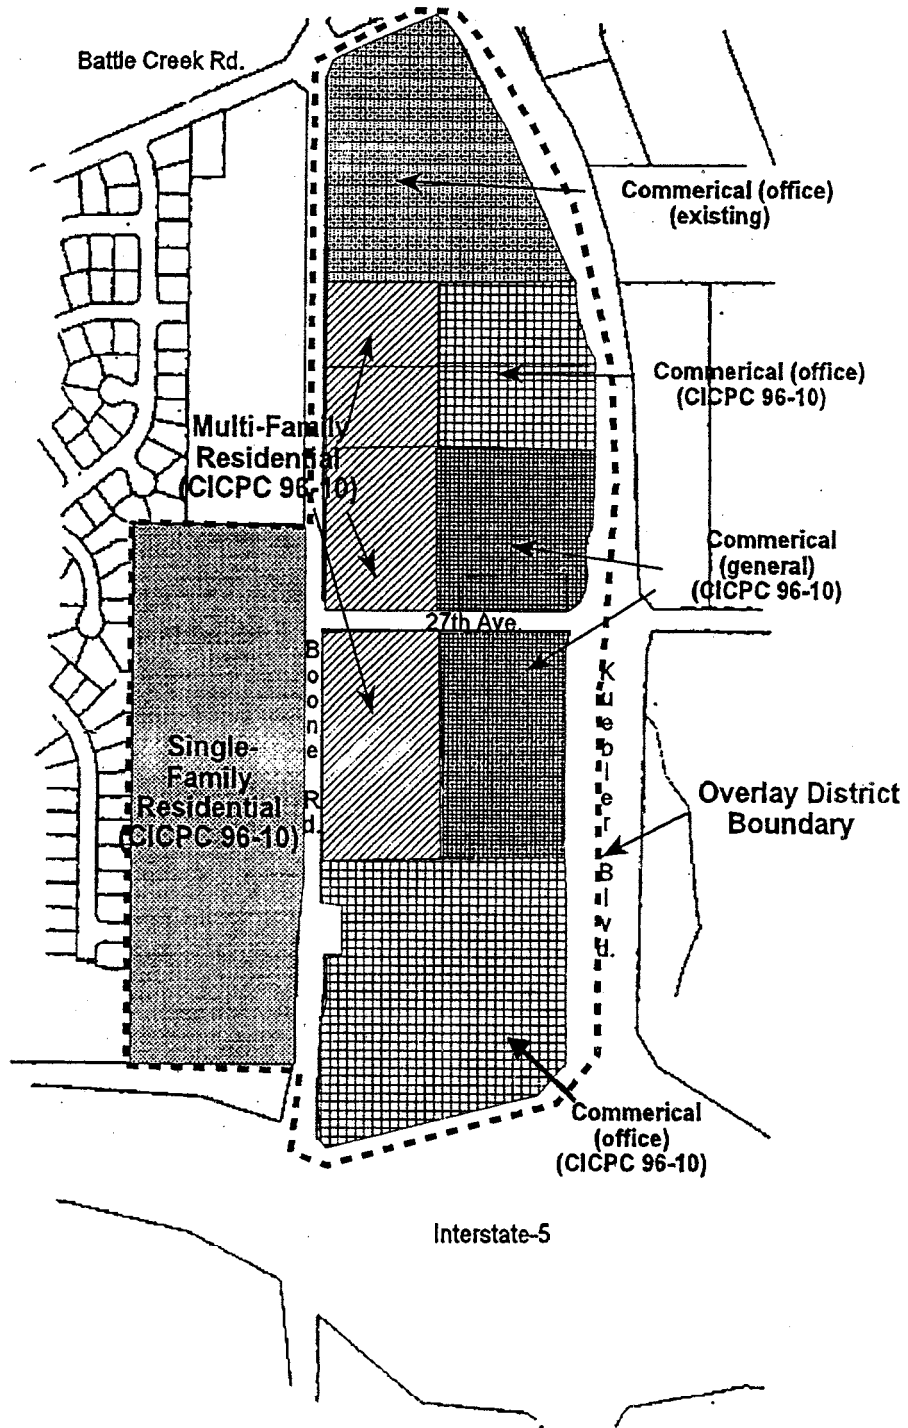 Battle Creek Rd.
Commerical (office)
(existing)
Commerical (office)
(CICPC 96-10)
Multi-Family
Residential
(CICPC 96-10)
Commerical
(general)
(CICPC 96-10)
27th Ave.
Boone Rd.
Kuebler Blvd.
Single-
Family
Residential
(CICPC 96-10)
Overlay District
Boundary
Commerical
(office)
(CICPC 96-10)
Interstate-5